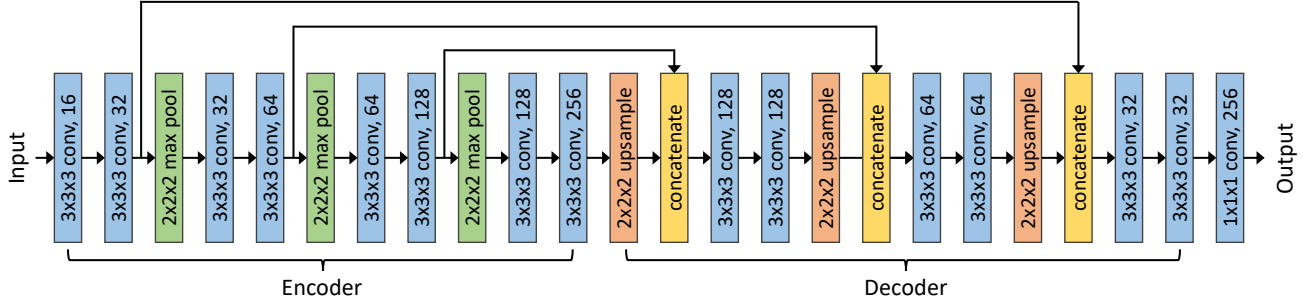 Input
3x3x3 conv, 16
3x3x3 conv, 32
2x2x2 max pool
3x3x3 conv, 32
3x3x3 conv, 64
2x2x2 max pool
3x3x3 conv, 64
3x3x3 conv, 128
2x2x2 max pool
3x3x3 conv, 128
3x3x3 conv, 256
2x2x2 upsample
concatenate
3x3x3 conv, 128
3x3x3 conv, 128
2x2x2 upsample
concatenate
3x3x3 conv, 64
3x3x3 conv, 64
2x2x2 upsample
concatenate
3x3x3 conv, 32
3x3x3 conv, 32
1x1x1 conv, 256
Output
Encoder
Decoder